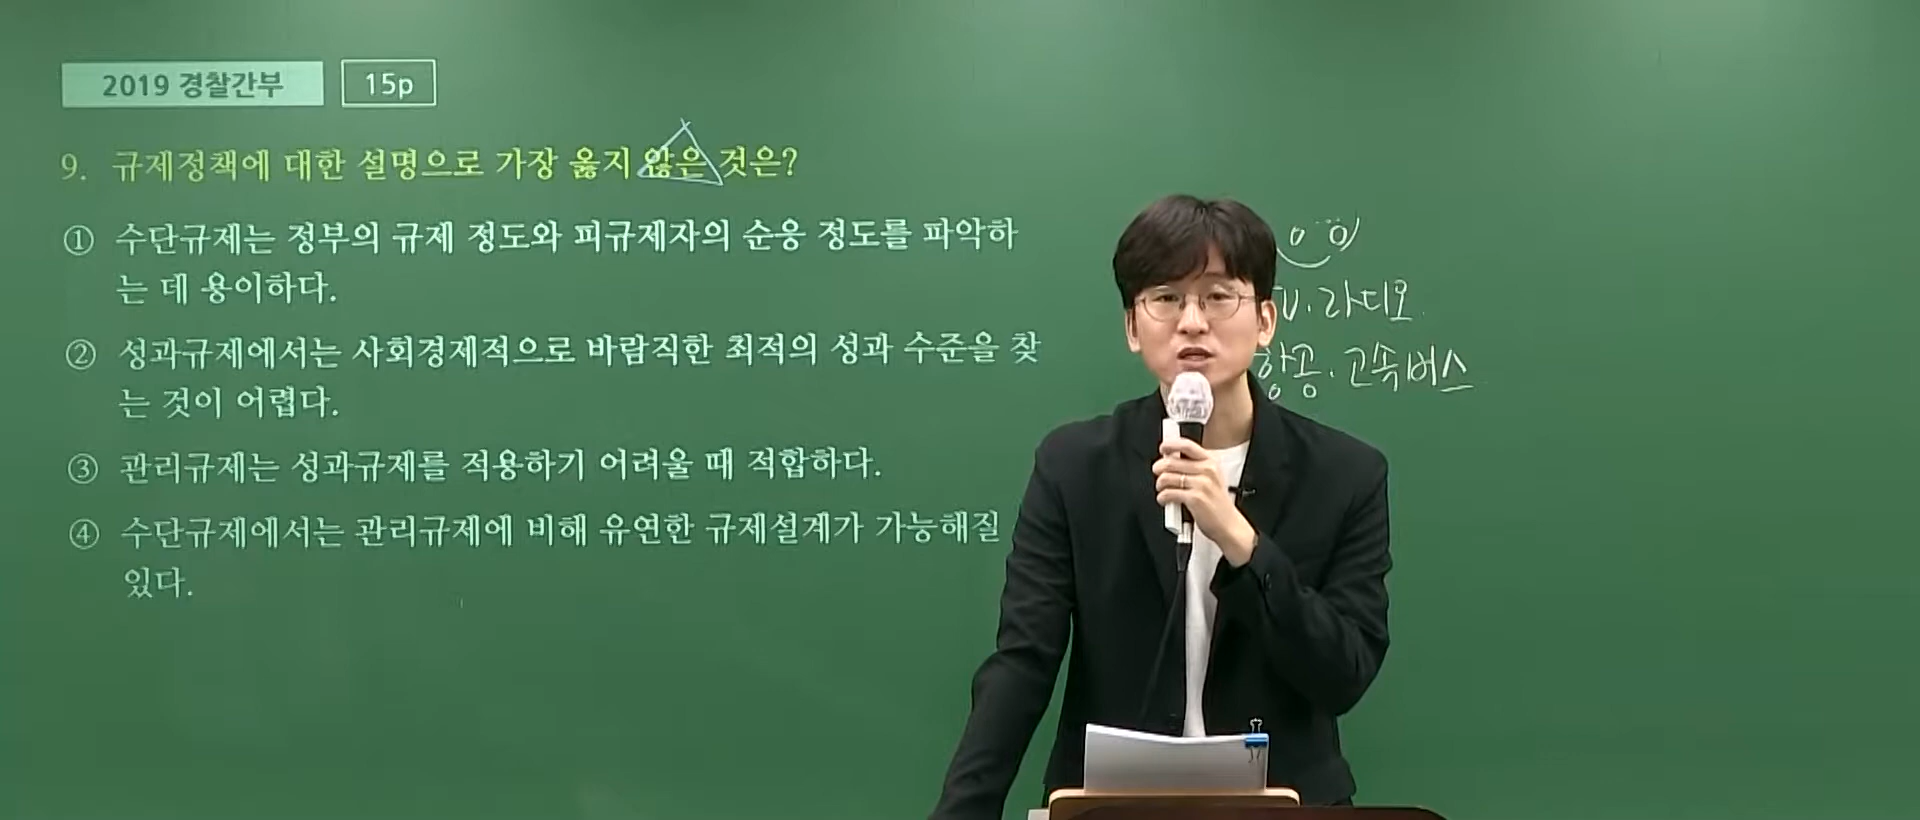 2019 경찰간부
15p
9. 규제정책에 대한 설명으로 가장 옳지 않은 것은?
① 수단규제는 정부의 규제 정도와 피규제자의 순응 정도를 파악하
는 데 용이하다.
② 성과규제에서는 사회경제적으로 바람직한 최적의 성과 수준을 찾
는 것이 어렵다.
③ 관리규제는 성과규제를 적용하기 어려울 때 적합하다.
④ 수단규제에서는 관리규제에 비해 유연한 규제설계가 가능해질
있다.
라디오
항공·고속버스